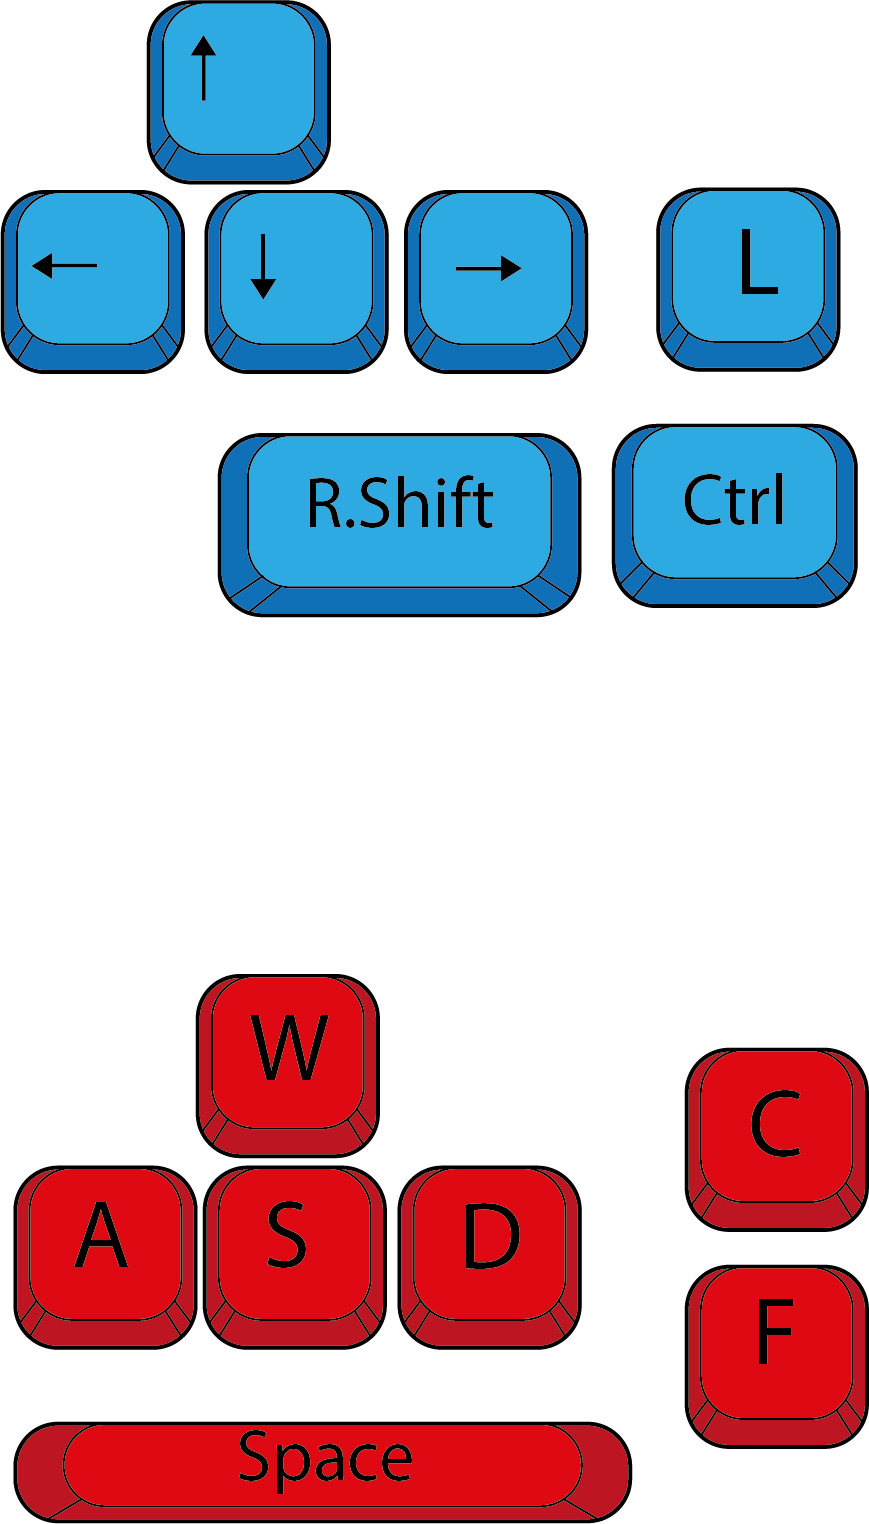 ↑
← ↓ → L
R.Shift Ctrl
W
C
A S D
F
Space